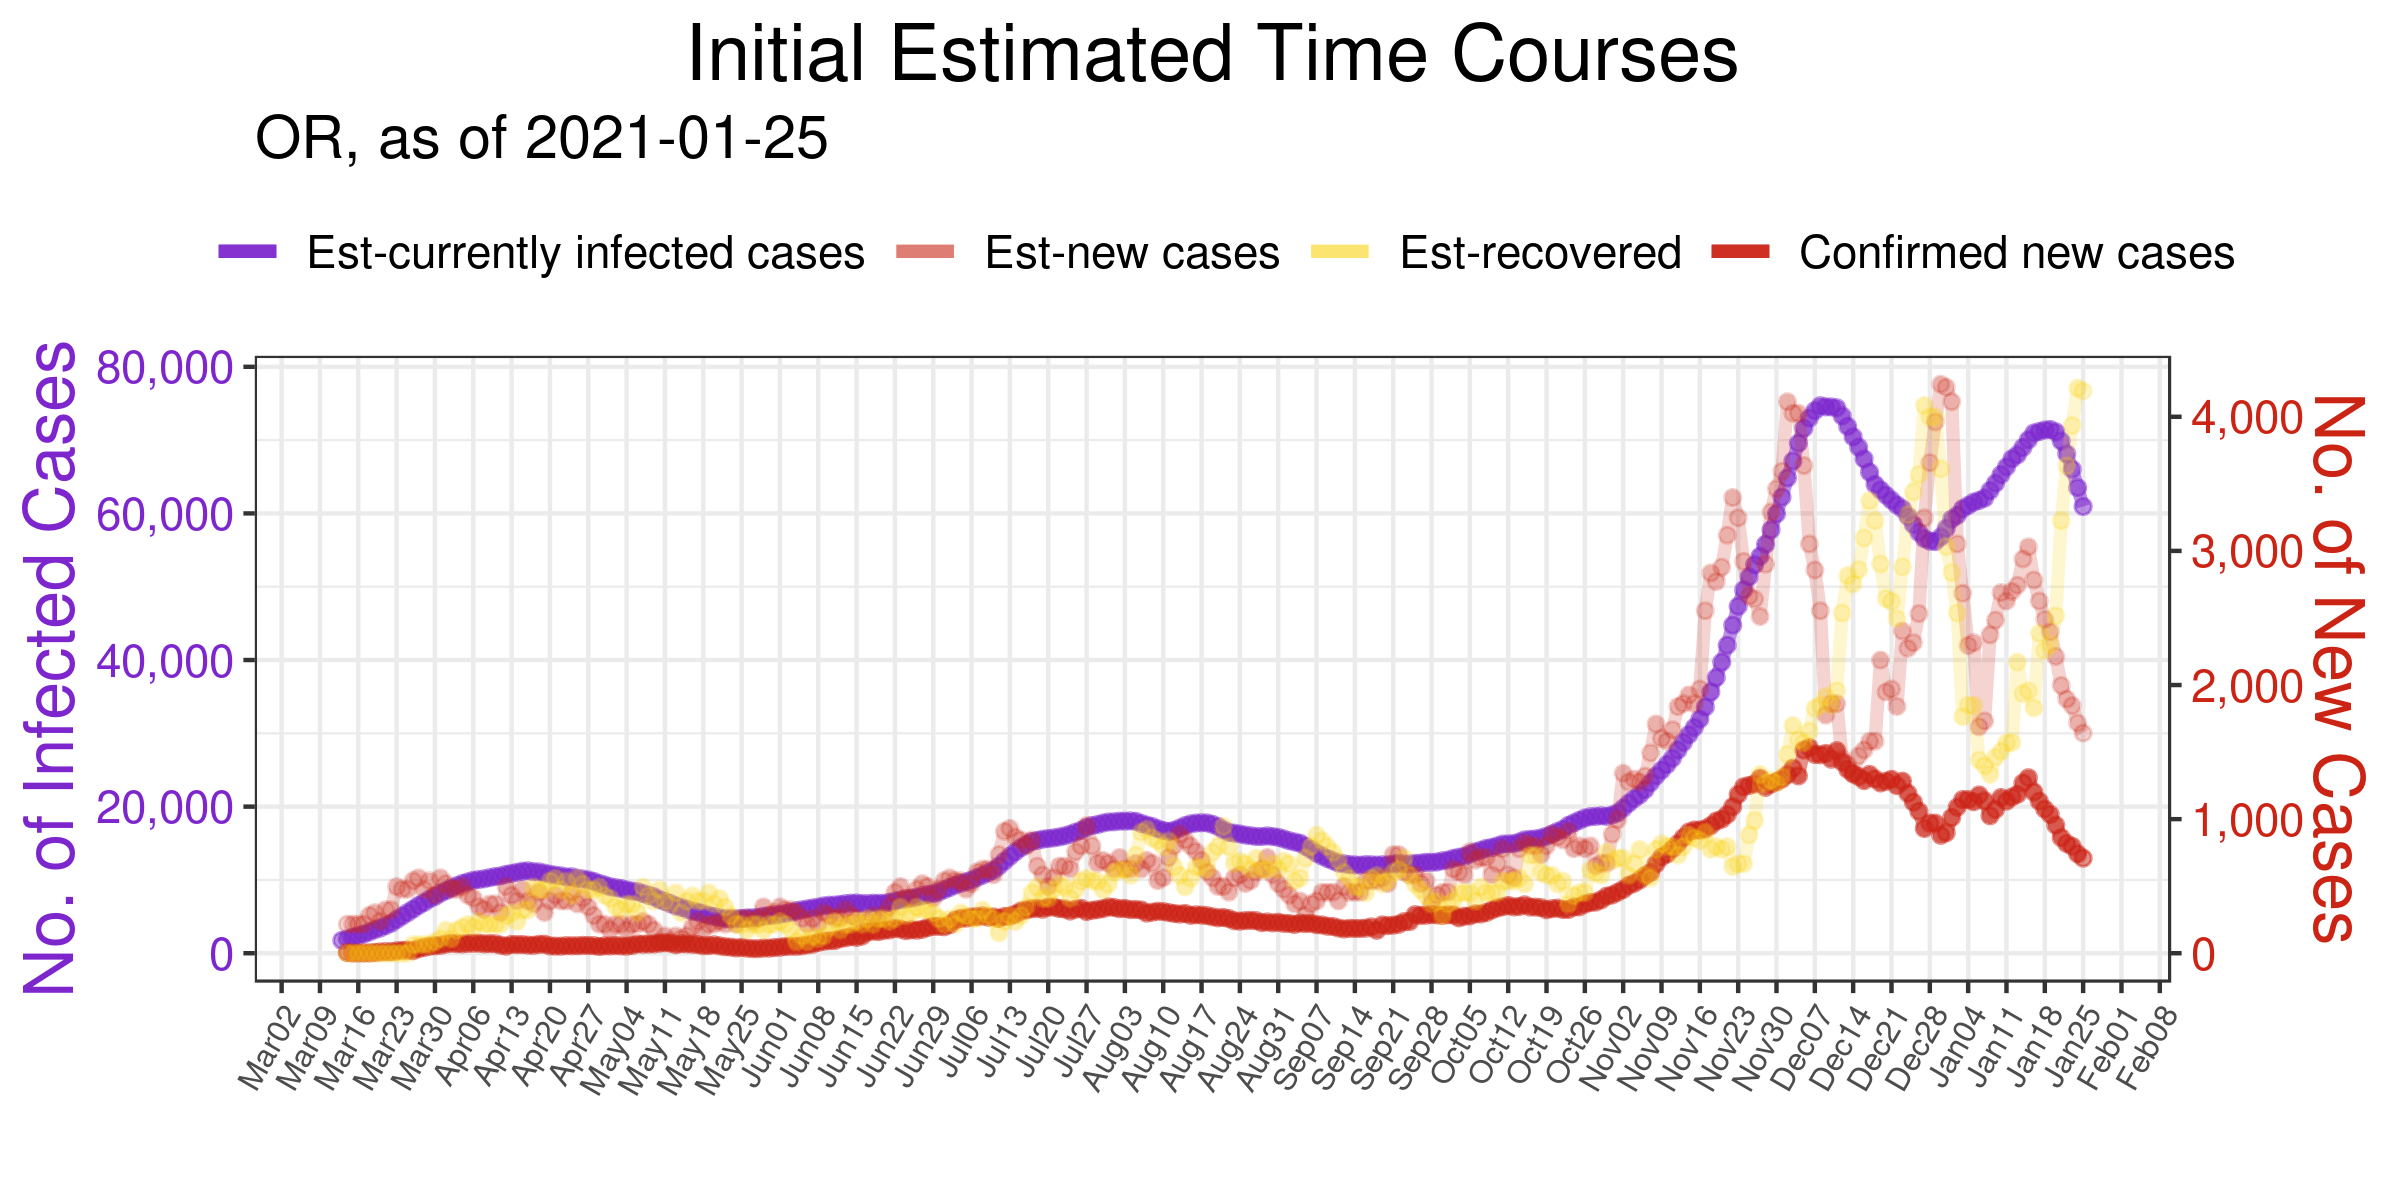 Initial Estimated Time Courses
OR, as of 2021-01-25
Est-currently infected cases Est-new cases Est-recovered Confirmed new cases
No. of Infected Cases
80,000
60,000
40,000
20,000
0
4,000
3,000
2,000
1,000
0
No. of New Cases
Mar02 Mar09 Mar16 Mar23 Mar30 Apr06 Apr13 Apr20 Apr27 May04 May11 May18 May25 Jun01 Jun08 Jun15 Jun22 Jun29 Jul06 Jul13 Jul20 Jul27 Aug03 Aug10 Aug17 Aug24 Aug31 Sep07 Sep14 Sep21 Sep28 Oct05 Oct12 Oct19 Oct26 Nov02 Nov09 Nov16 Nov23 Nov30 Dec07 Dec14 Dec21 Dec28 Jan04 Jan11 Jan18 Jan25 Feb01 Feb08